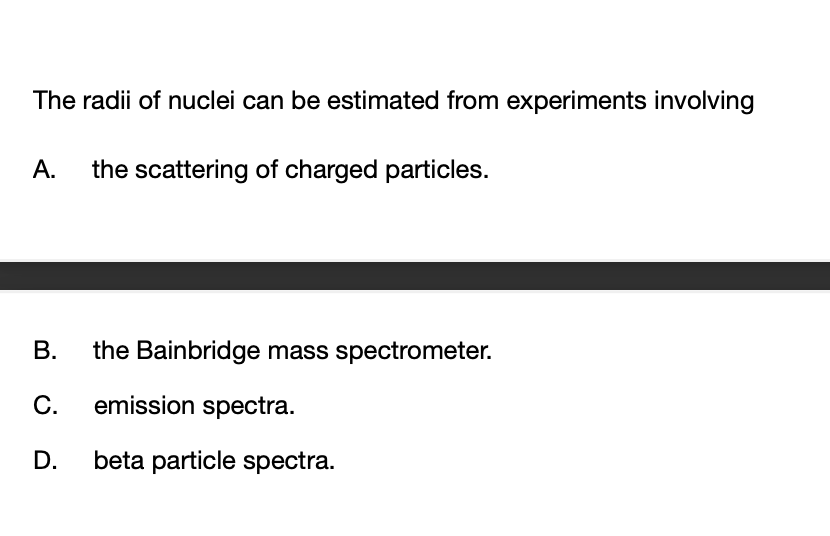 The radii of nuclei can be estimated from experiments involving
A. the scattering of charged particles.
B. the Bainbridge mass spectrometer.
C. emission spectra.
D. beta particle spectra.